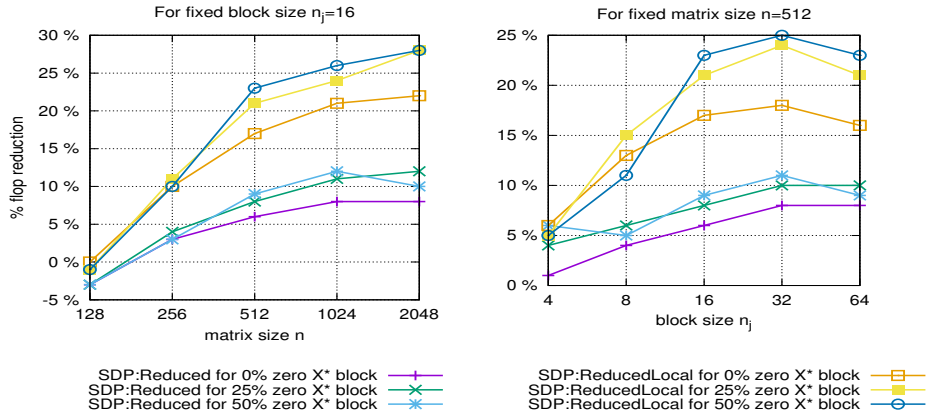 For fixed block size nj=16
30 %
25 %
20 %
15 %
10 %
5 %
0 %
-5 %
% flop reduction
128 256 512 1024 2048
matrix size n
For fixed matrix size n=512
25 %
20 %
15 %
10 %
5 %
0 %
4 8 16 32 64
block size nj
SDP:Reduced for 0% zero X* block
SDP:Reduced for 25% zero X* block
SDP:Reduced for 50% zero X* block
SDP:ReducedLocal for 0% zero X* block
SDP:ReducedLocal for 25% zero X* block
SDP:ReducedLocal for 50% zero X* block